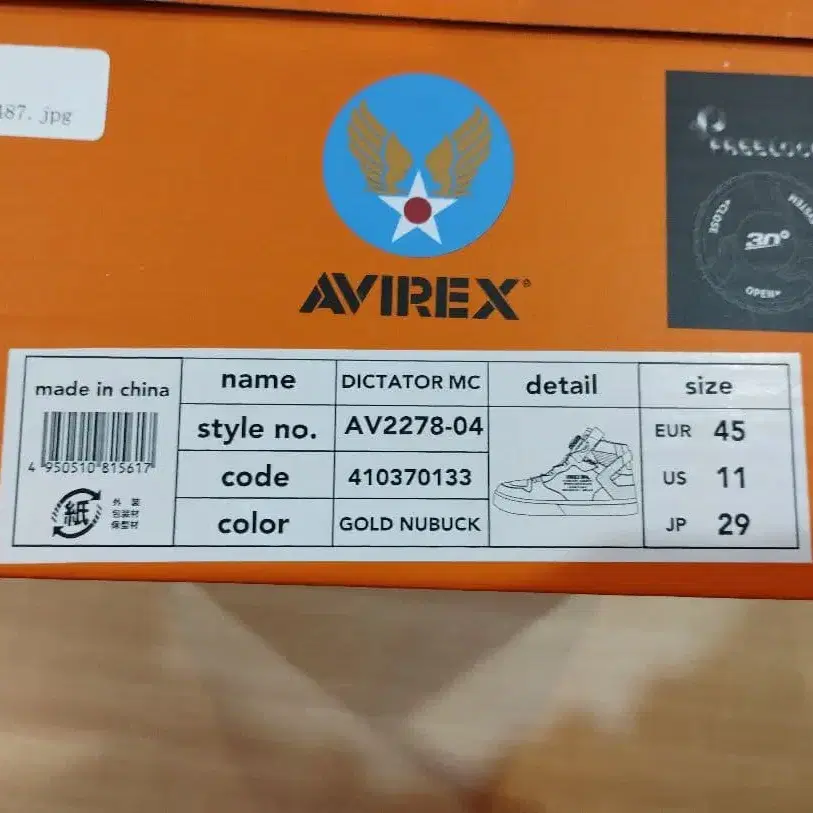 487.jpg
AVIREX®
FREELOC
CLOSE
SYSTEM
30°
OPEN
made in china
4 950510 815617
紙
外装
包装材
保型材
name DICTATOR MC
style no. AV2278-04
code 410370133
color GOLD NUBUCK
detail
size
EUR 45
US 11
JP 29